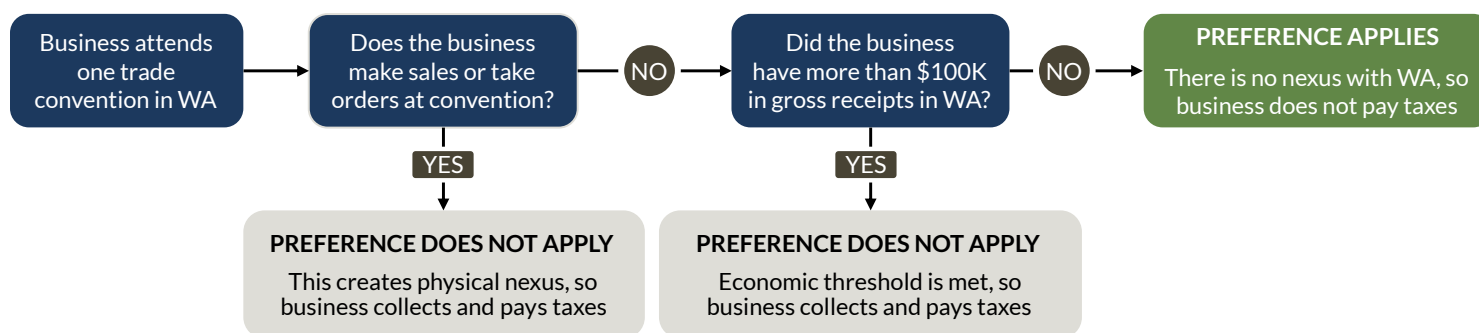 Business attends
one trade
convention in WA
Does the business
make sales or take
orders at convention?
NO
Did the business
have more than $100K
in gross receipts in WA?
NO
PREFERENCE APPLIES
There is no nexus with WA, so
business does not pay taxes
YES
YES
PREFERENCE DOES NOT APPLY
This creates physical nexus, so
business collects and pays taxes
PREFERENCE DOES NOT APPLY
Economic threshold is met, so
business collects and pays taxes